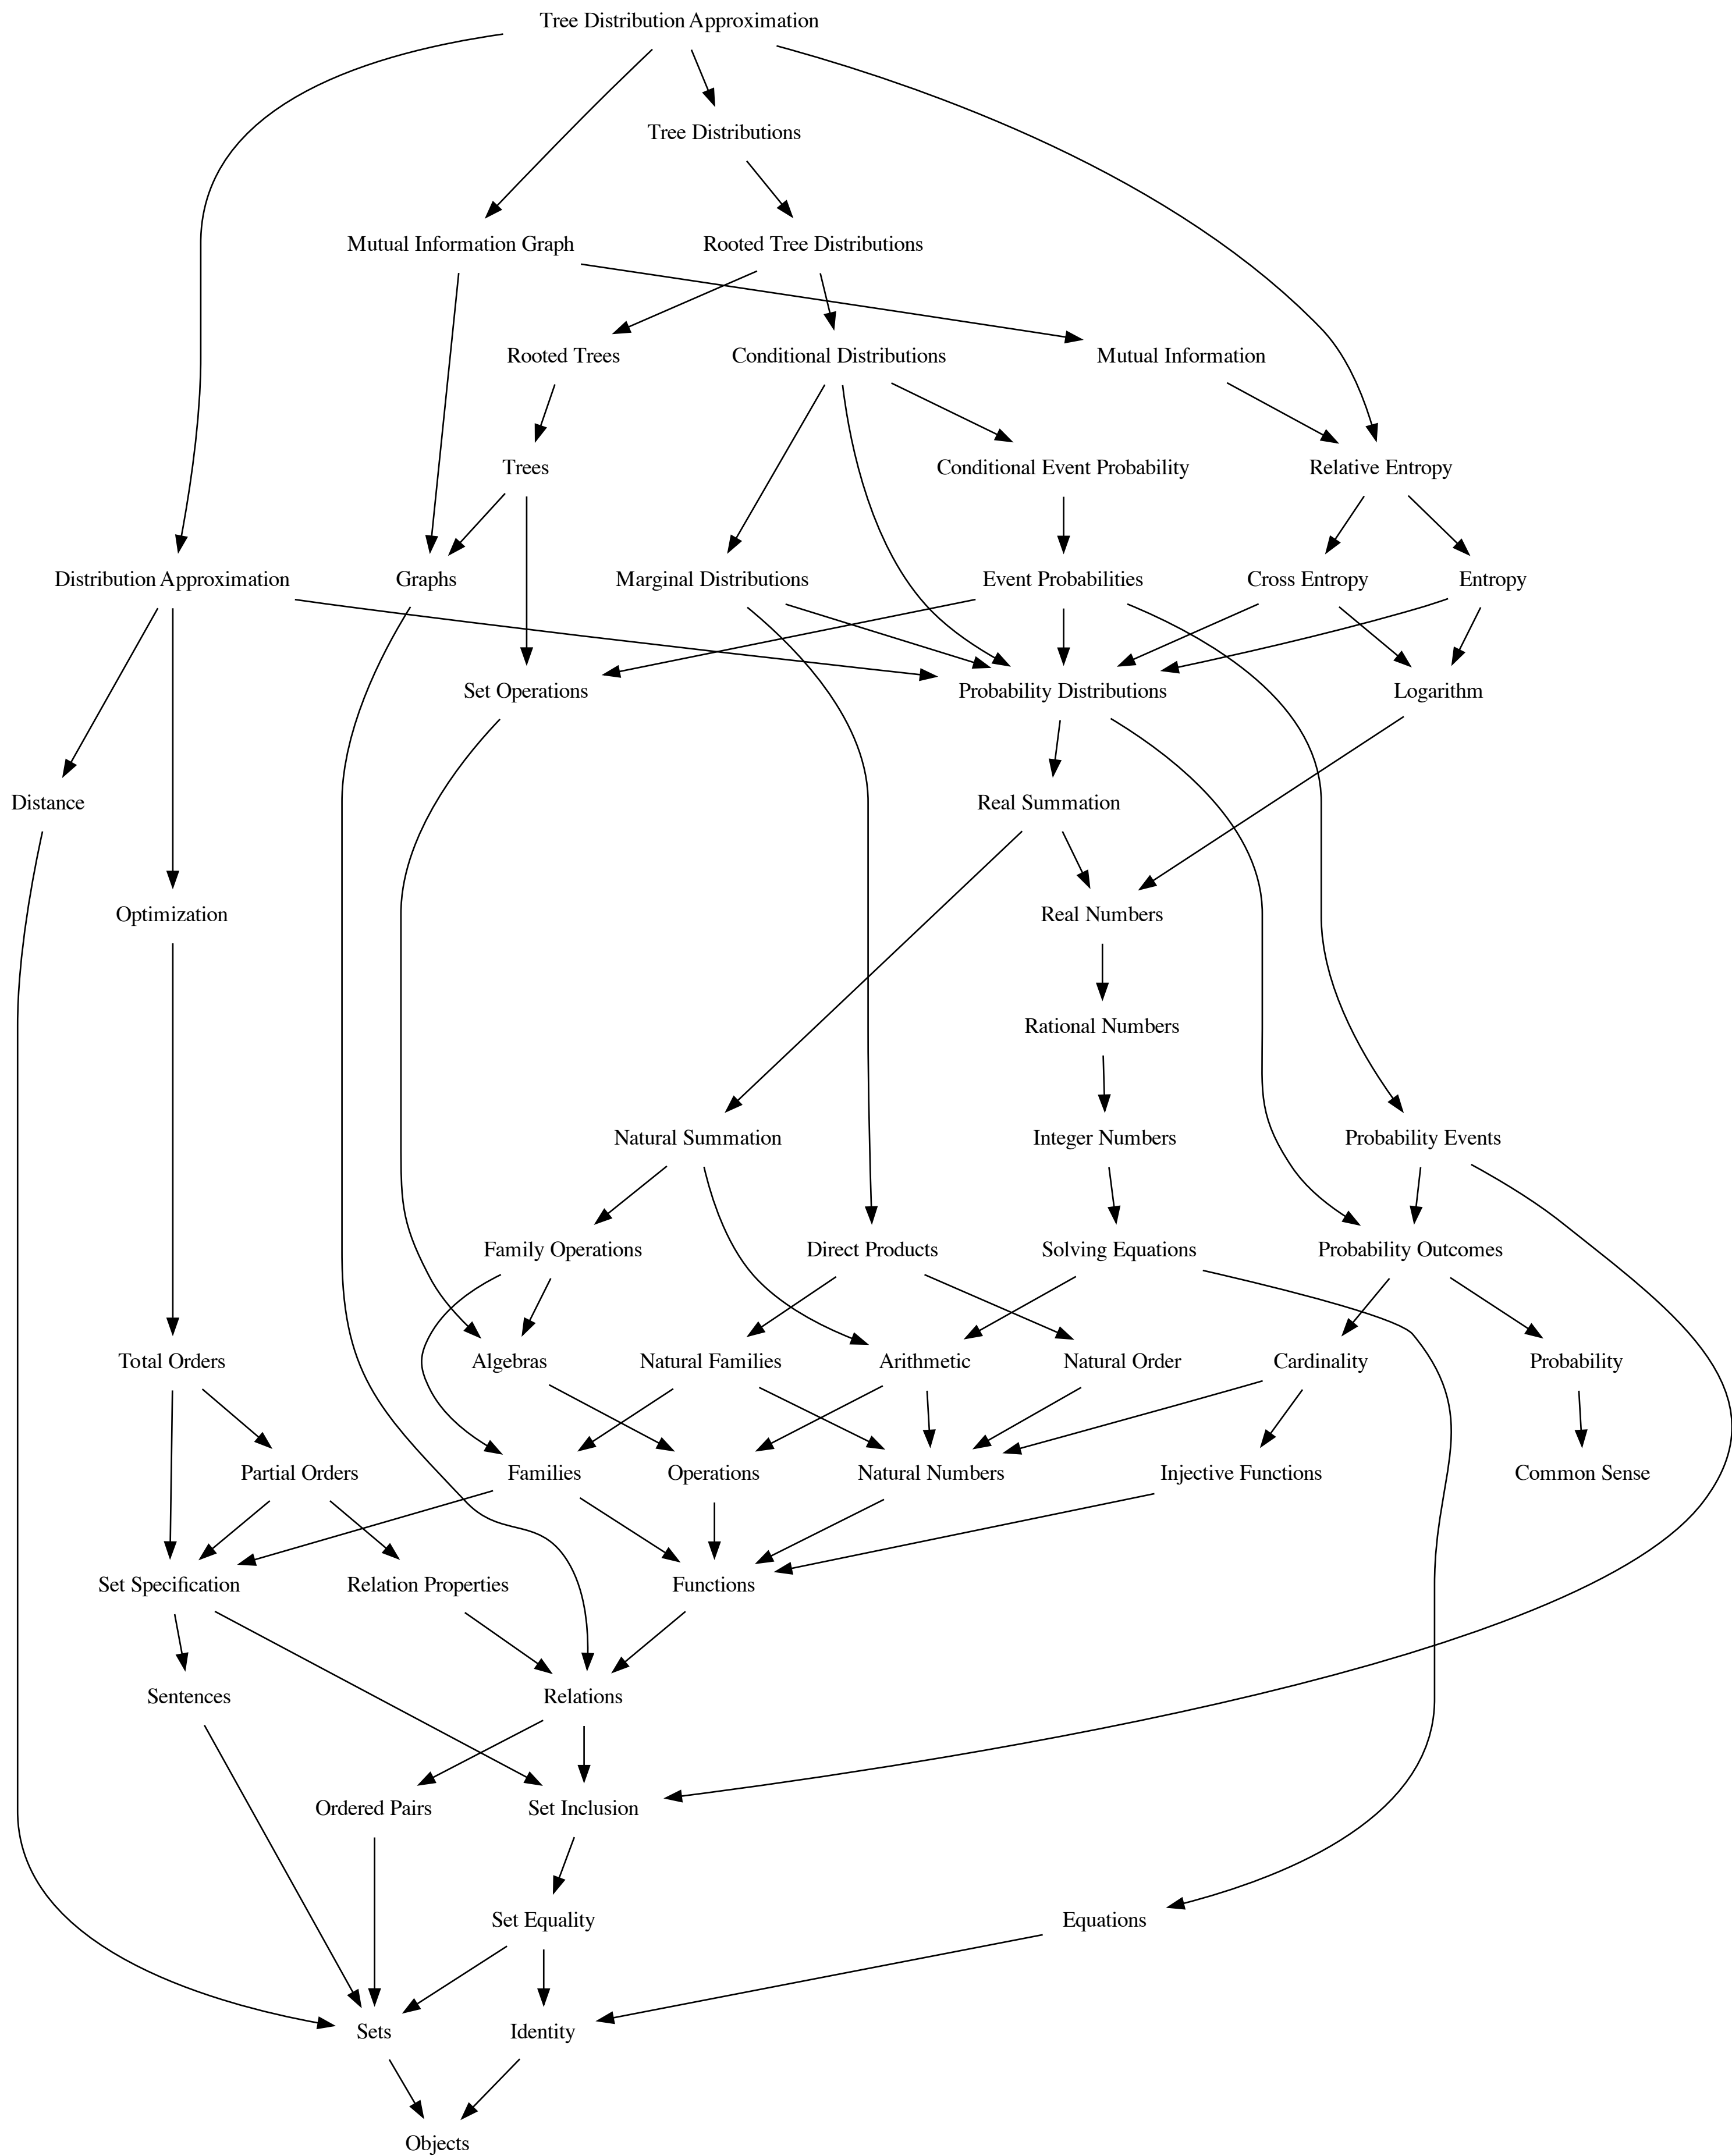 Tree Distribution Approximation
Tree Distributions
Mutual Information Graph
Rooted Tree Distributions
Rooted Trees
Conditional Distributions
Mutual Information
Trees
Conditional Event Probability
Relative Entropy
Distribution Approximation
Graphs
Marginal Distributions
Event Probabilities
Cross Entropy
Entropy
Set Operations
Probability Distributions
Logarithm
Distance
Real Summation
Optimization
Real Numbers
Rational Numbers
Natural Summation
Integer Numbers
Probability Events
Family Operations
Direct Products
Solving Equations
Probability Outcomes
Total Orders
Algebras
Natural Families
Arithmetic
Natural Order
Cardinality
Probability
Partial Orders
Families
Operations
Natural Numbers
Injective Functions
Common Sense
Set Specification
Relation Properties
Functions
Sentences
Relations
Ordered Pairs
Set Inclusion
Set Equality
Equations
Sets
Identity
Objects